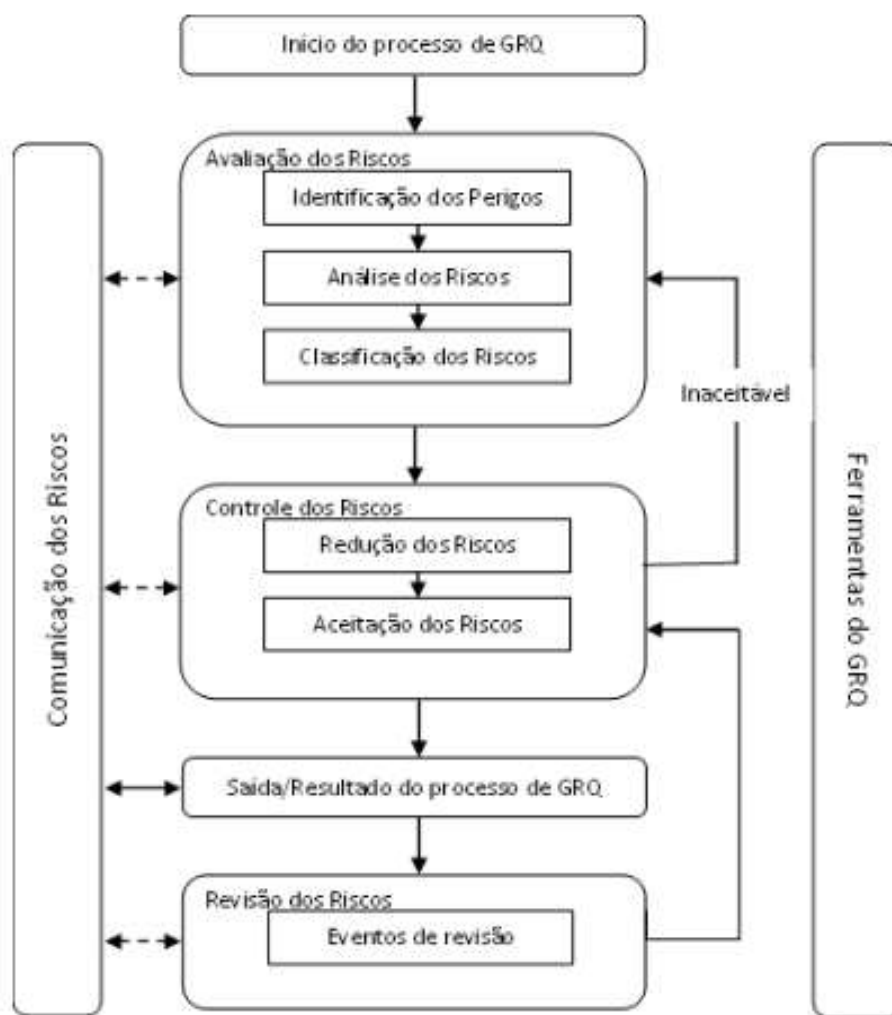 Início do processo de GRQ
Avaliação dos Riscos
Identificação dos Perigos
Análise dos Riscos
Classificação dos Riscos
Inaceitável
Controle dos Riscos
Redução dos Riscos
Aceitação dos Riscos
Saída/Resultado do processo de GRQ
Revisão dos Riscos
Eventos de revisão
Comunicação dos Riscos
Ferramentas do GRQ